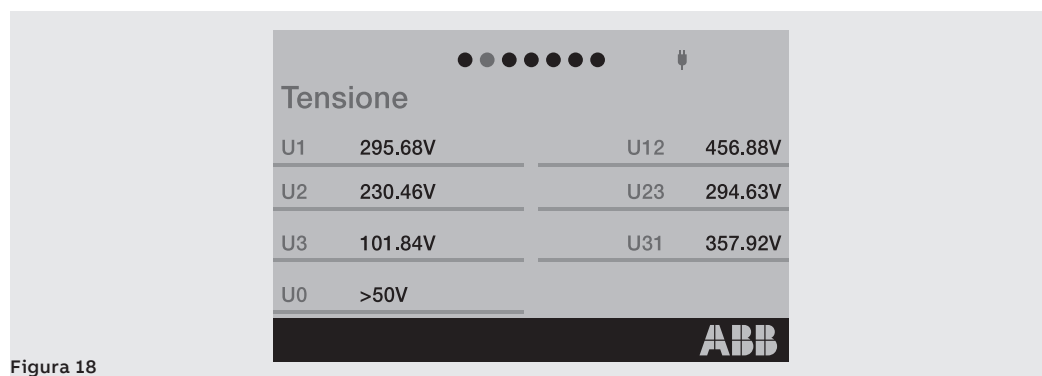 Tensione
U1 295.68V U12 456.88V
U2 230.46V U23 294.63V
U3 101.84V U31 357.92V
U0 >50V
ABB
Figura 18